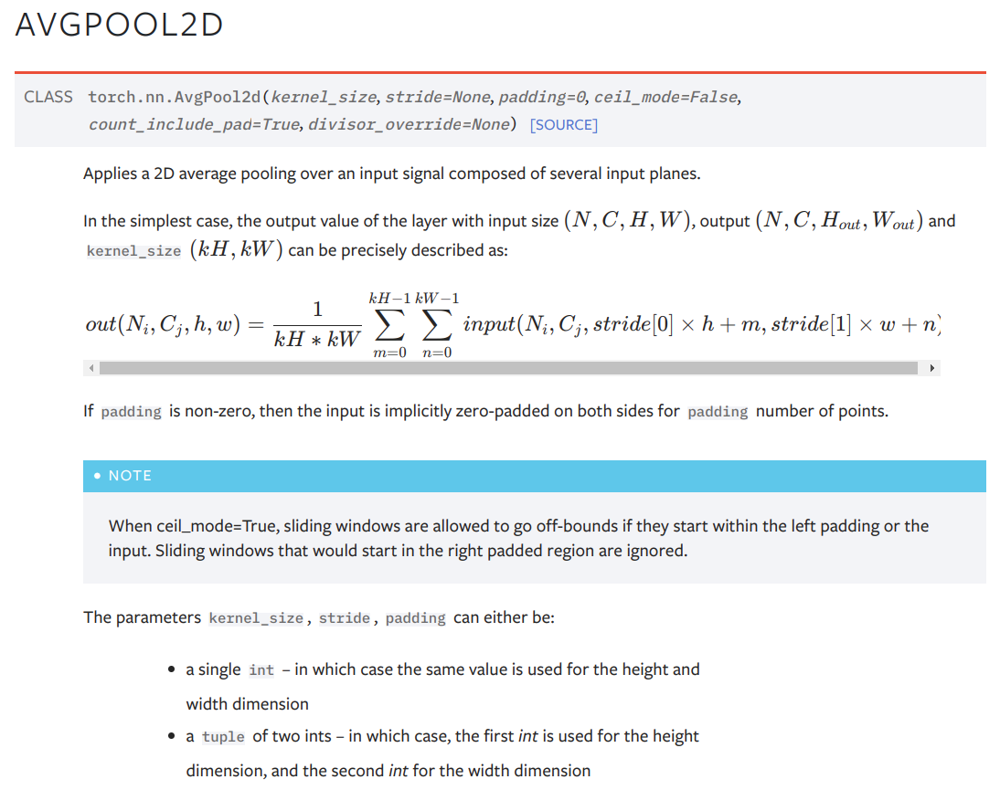 AVGPOOL2D
CLASS torch.nn.AvgPool2d(kernel_size, stride=None, padding=0, ceil_mode=False,
count_include_pad=True, divisor_override=None) [SOURCE]
Applies a 2D average pooling over an input signal composed of several input planes.
In the simplest case, the output value of the layer with input size (N, C, H, W), output (N, C, H_out, W_out) and
kernel_size (kH, kW) can be precisely described as:
out(N_i, C_j, h, w) = \frac{1}{kH * kW} \sum_{m=0}^{kH-1} \sum_{n=0}^{kW-1} input(N_i, C_j, stride[0] × h + m, stride[1] × w + n)
If padding is non-zero, then the input is implicitly zero-padded on both sides for padding number of points.
• NOTE
When ceil_mode=True, sliding windows are allowed to go off-bounds if they start within the left padding or the
input. Sliding windows that would start in the right padded region are ignored.
The parameters kernel_size, stride, padding can either be:
• a single int – in which case the same value is used for the height and
width dimension
• a tuple of two ints – in which case, the first int is used for the height
dimension, and the second int for the width dimension